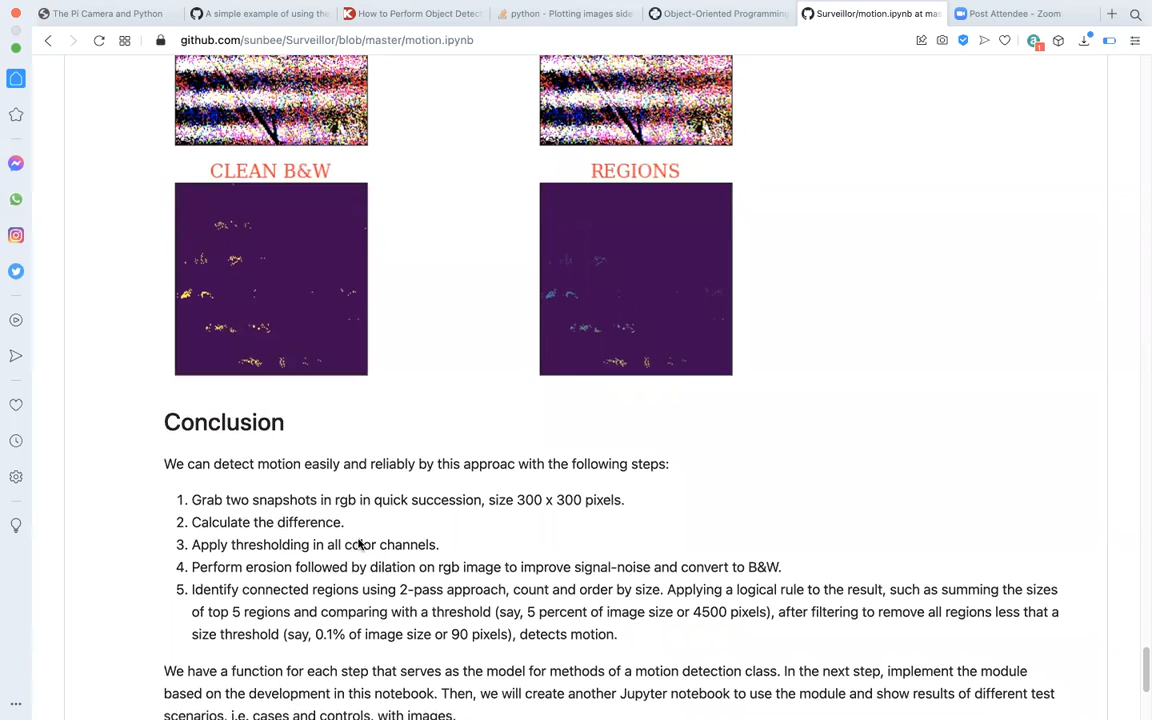 The Pi Camera and Python
A simple example of using the
How to Perform Object Detect
python - Plotting images side
Object-Oriented Programming
Surveillor/motion.ipynb at mas
Post Attendee - Zoom
github.com/sunbee/Surveillor/blob/master/motion.ipynb
1
CLEAN B&W
REGIONS
Conclusion
We can detect motion easily and reliably by this approac with the following steps:
1. Grab two snapshots in rgb in quick succession, size 300 x 300 pixels.
2. Calculate the difference.
3. Apply thresholding in all color channels.
4. Perform erosion followed by dilation on rgb image to improve signal-noise and convert to B&W.
5. Identify connected regions using 2-pass approach, count and order by size. Applying a logical rule to the result, such as summing the sizes
of top 5 regions and comparing with a threshold (say, 5 percent of image size or 4500 pixels), after filtering to remove all regions less that a
size threshold (say, 0.1% of image size or 90 pixels), detects motion.
We have a function for each step that serves as the model for methods of a motion detection class. In the next step, implement the module
based on the development in this notebook. Then, we will create another Jupyter notebook to use the module and show results of different test
scenarios, i.e. cases and controls, with images.